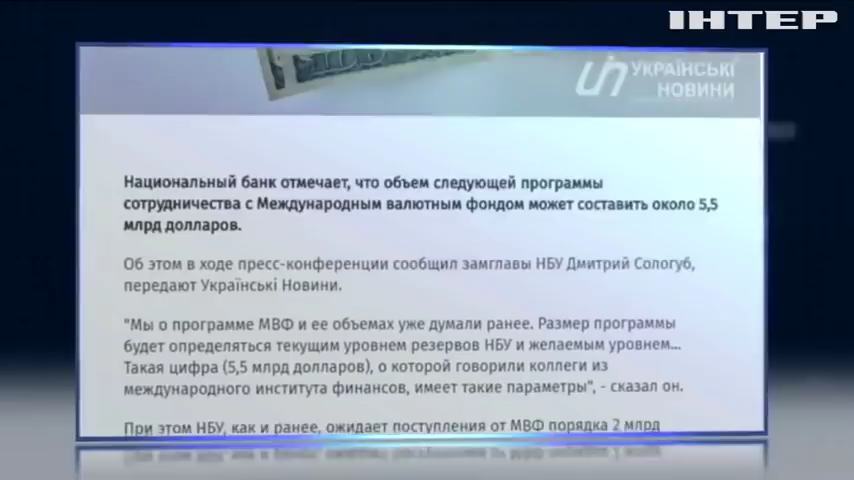 ІНТЕР
УКРАЇНСЬКІ
НОВИНИ
Национальный банк отмечает, что объем следующей программы
сотрудничества с Международным валютным фондом может составить около 5,5
млрд долларов.
Об этом в ходе пресс-конференции сообщил замглавы НБУ Дмитрий Сологуб,
передают Українські Новини.
"Мы о программе МВФ и ее объемах уже думали ранее. Размер программы
будет определяться текущим уровнем резервов НБУ и желаемым уровнем...
Такая цифра (5,5 млрд долларов), о которой говорили коллеги из
международного института финансов, имеет такие параметры", - сказал он.
При этом НБУ, как и ранее, ожидает поступления от МВФ порядка 2 млрд